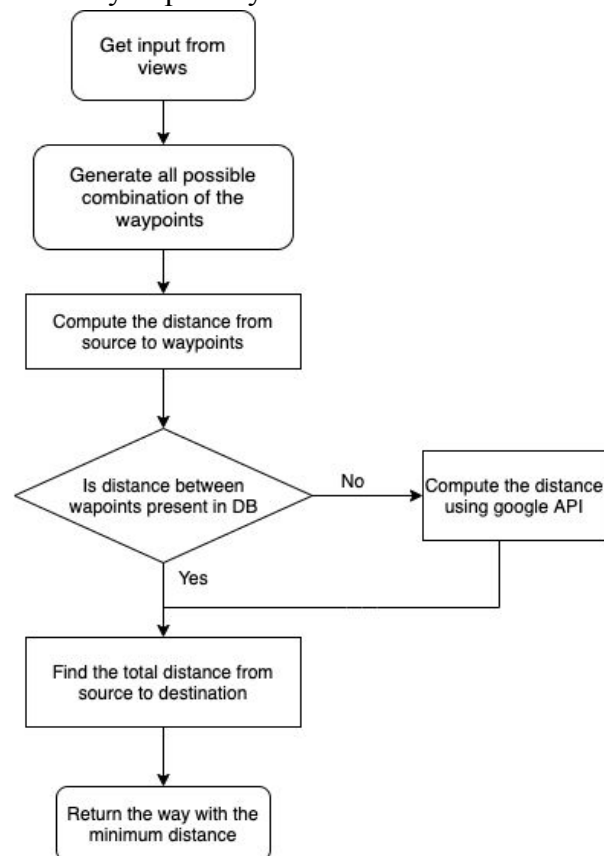 Get input from
views
Generate all possible
combination of the
waypoints
Compute the distance from
source to waypoints
Is distance between
wapoints present in DB
No
Compute the distance
using google API
Yes
Find the total distance from
source to destination
Return the way with the
minimum distance